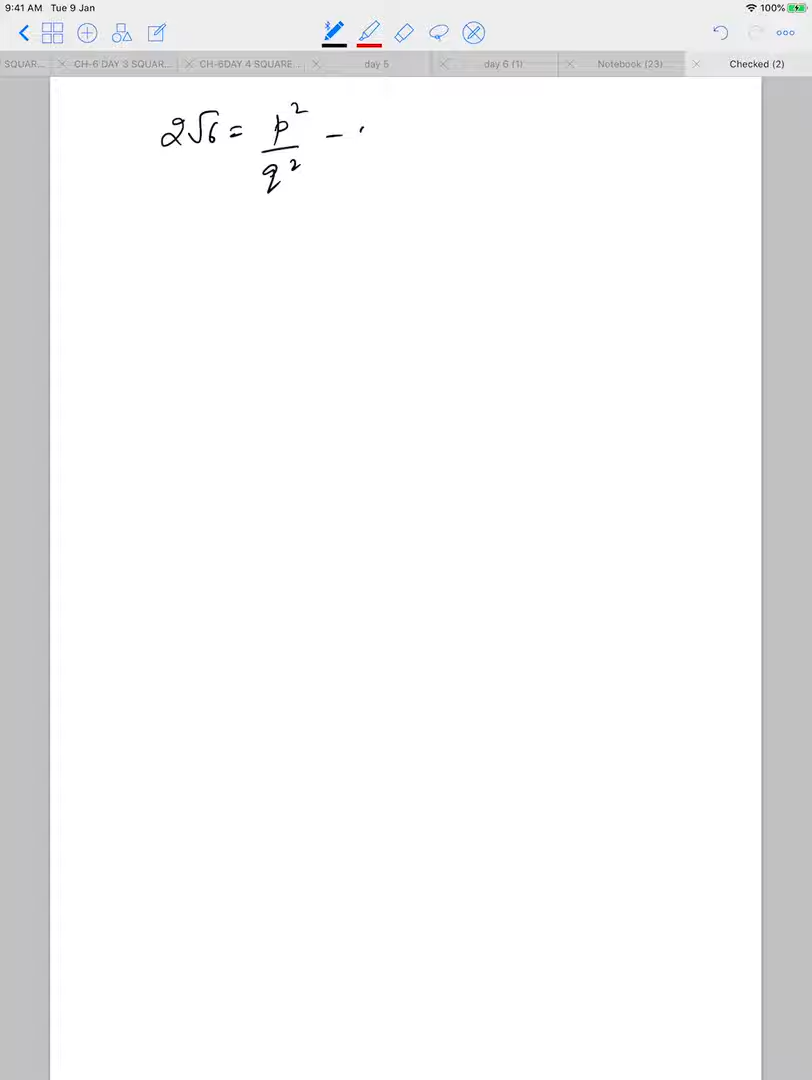 9:41 AM Tue 9 Jan 100%
SQUAR... CH-6 DAY 3 SQUAR... CH-6DAY 4 SQUARE... day 5 day 6 (1) Notebook (23) Checked (2)
2√6 = p²/q² -